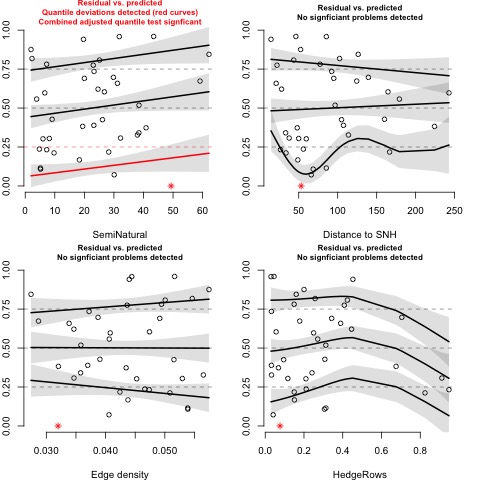 Residual vs. predicted
Quantile deviations detected (red curves)
Combined adjusted quantile test signficant
0.00 0.25 0.50 0.75 1.00
0 10 20 30 40 50 60
SemiNatural
Residual vs. predicted
No signficiant problems detected
0.00 0.25 0.50 0.75 1.00
50 100 150 200 250
Distance to SNH
Residual vs. predicted
No signficiant problems detected
0.00 0.25 0.50 0.75 1.00
0.030 0.040 0.050
Edge density
Residual vs. predicted
No signficiant problems detected
0.00 0.25 0.50 0.75 1.00
0.0 0.2 0.4 0.6 0.8
HedgeRows